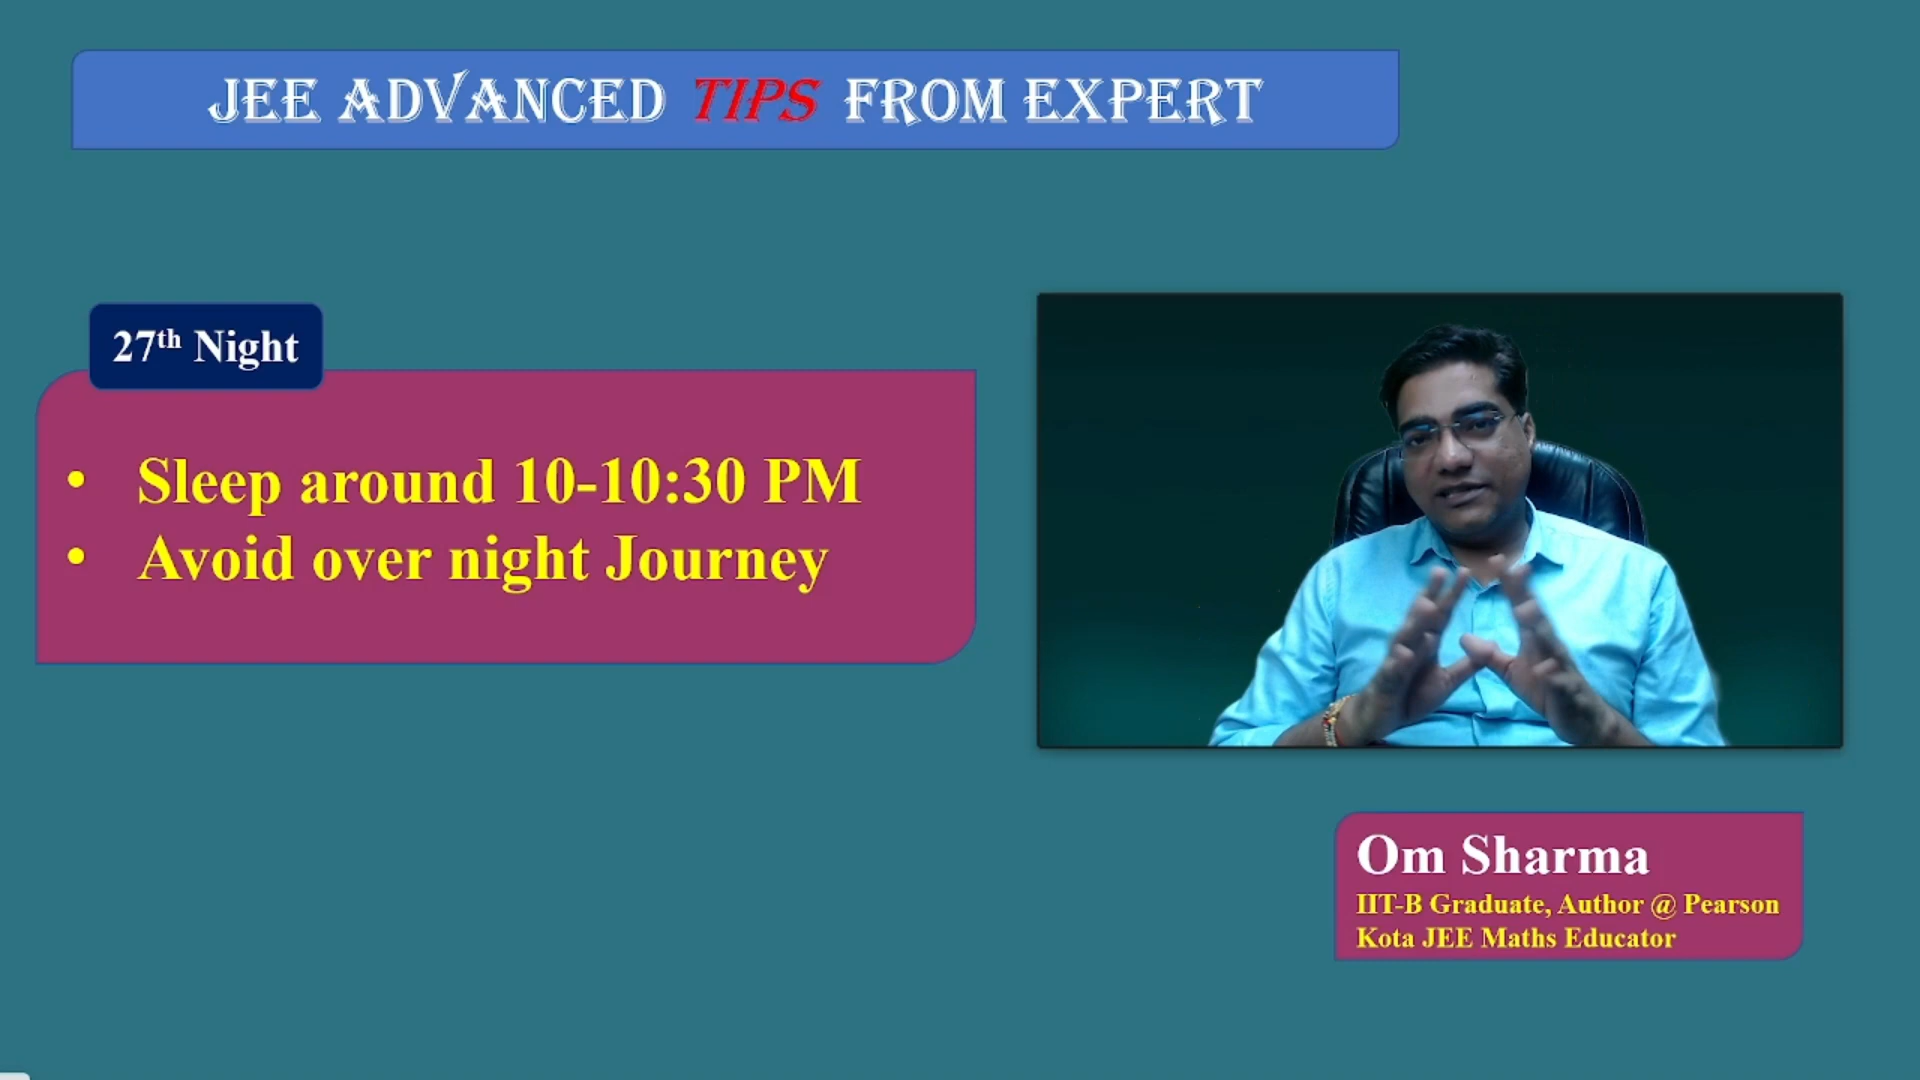 JEE ADVANCED TIPS FROM EXPERT
27th Night
• Sleep around 10-10:30 PM
• Avoid over night Journey
Om Sharma
IIT-B Graduate, Author @ Pearson
Kota JEE Maths Educator